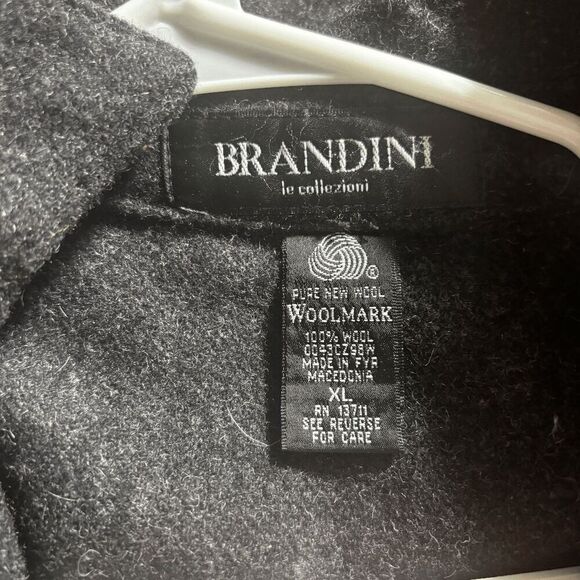 BRANDINI
le collezioni
®
PURE NEW WOOL
WOOLMARK
100% WOOL
0043CZ98W
MADE IN FYR
MACEDONIA
XL
RN 13711
SEE REVERSE
FOR CARE